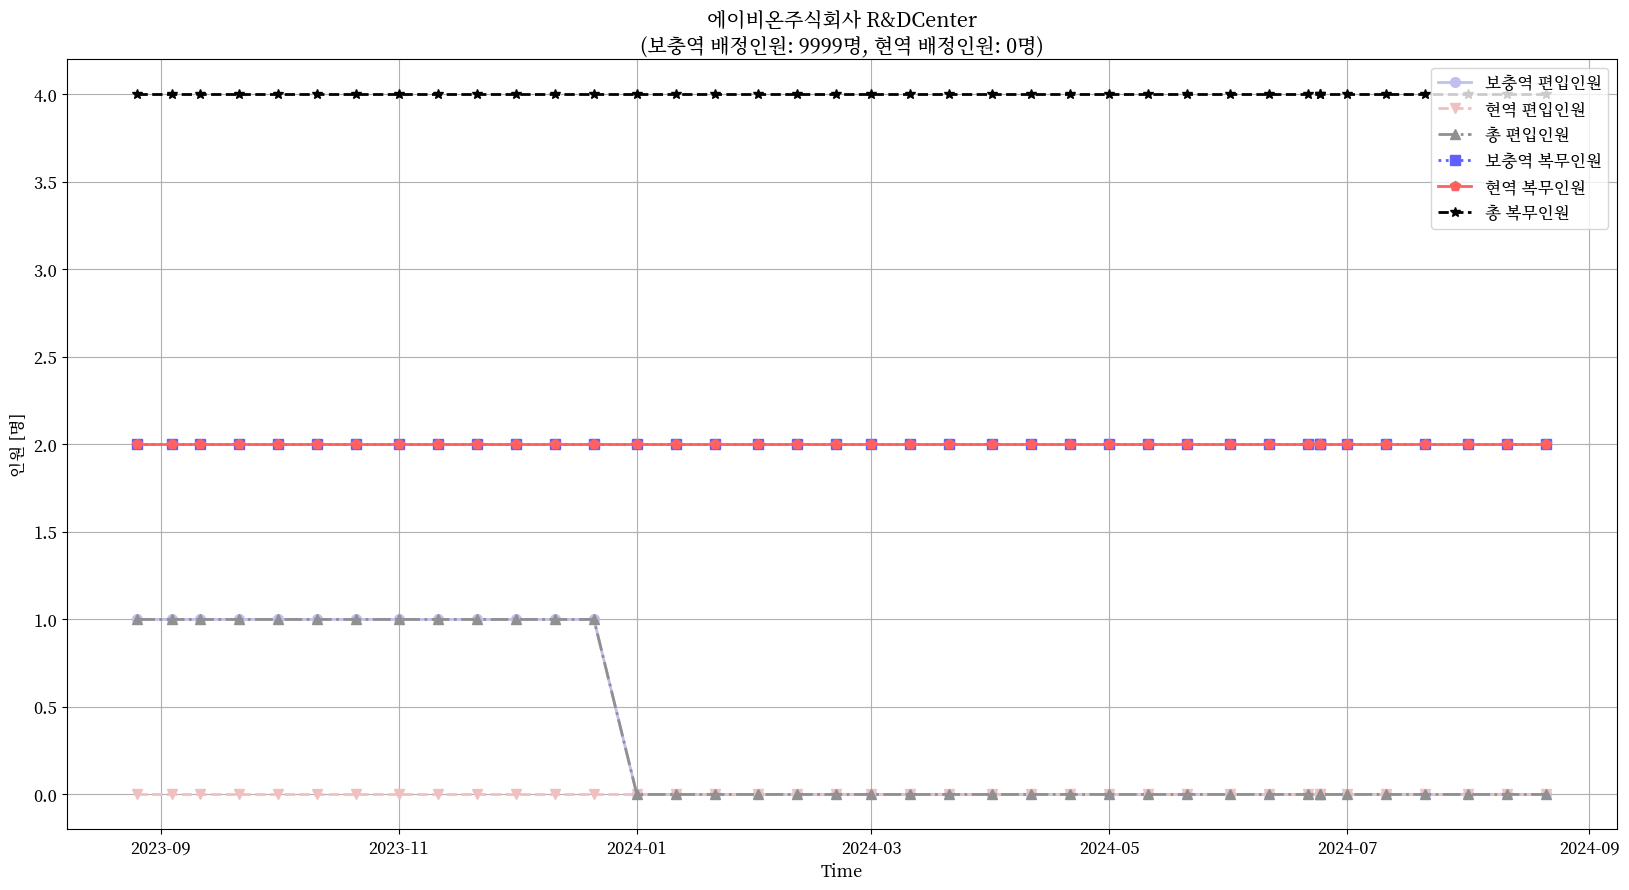 에이비온주식회사 R&DCenter
(보충역 배정인원: 9999명, 현역 배정인원: 0명)
보충역 편입인원
현역 편입인원
총 편입인원
보충역 복무인원
현역 복무인원
총 복무인원
4.0
3.5
3.0
2.5
2.0
1.5
1.0
0.5
0.0
인원 [명]
2023-09
2023-11
2024-01
2024-03
2024-05
2024-07
2024-09
Time